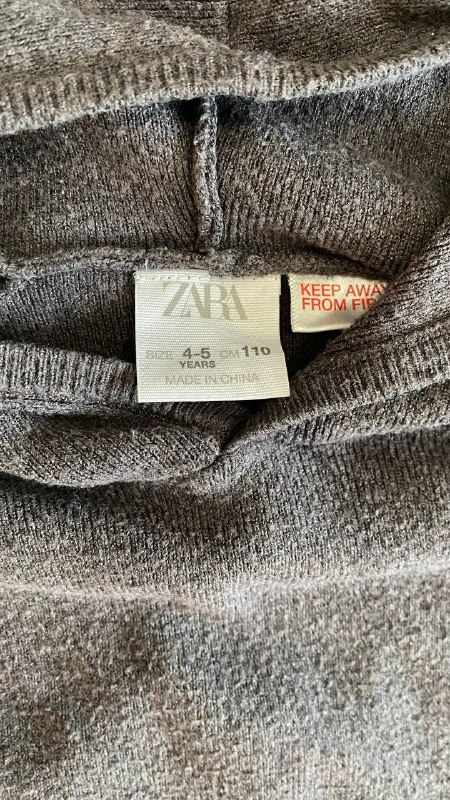 ZARA
SIZE 4-5 CM 110
YEARS
MADE IN CHINA
KEEP AWAY
FROM